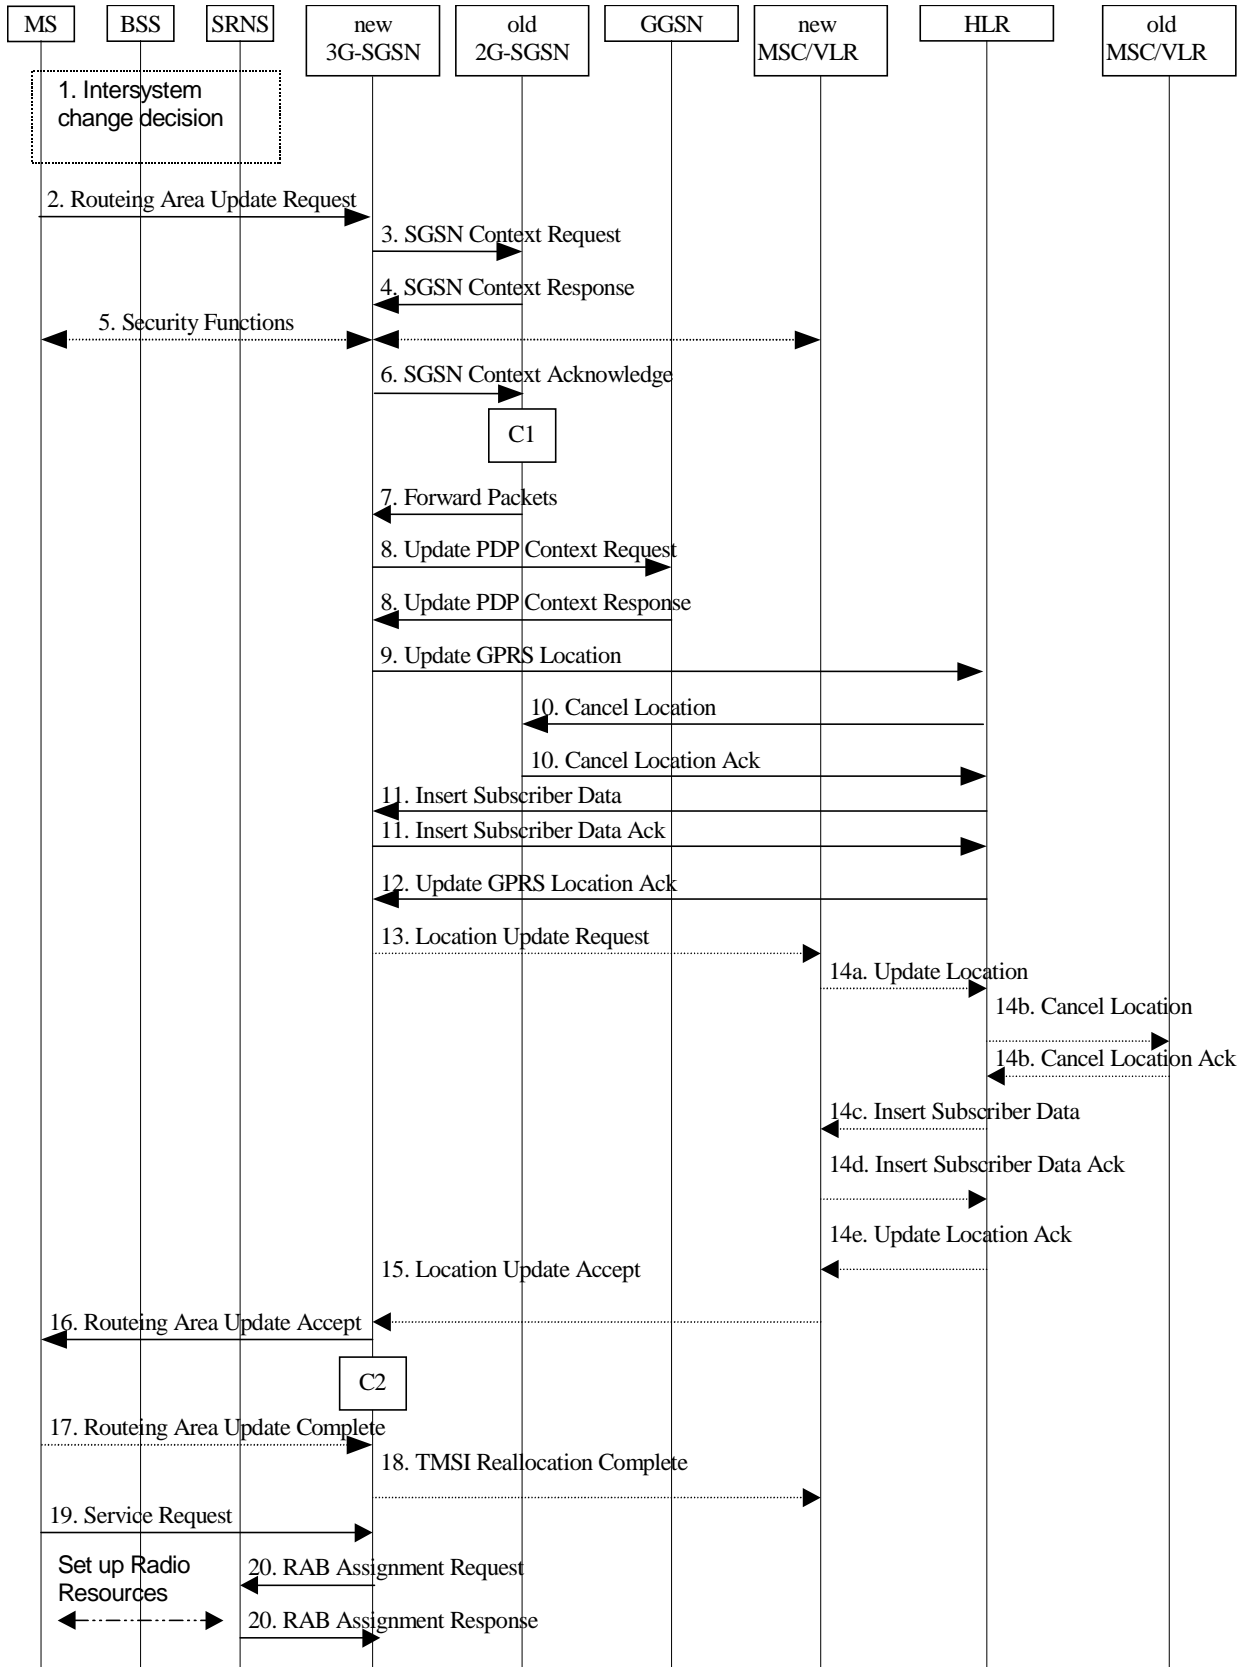 MS BSS SRNS new old GGSN new HLR old
3G-SGSN 2G-SGSN MSC/VLR MSC/VLR
1. Intersystem
change decision
2. Routeing Area Update Request
3. SGSN Context Request
4. SGSN Context Response
5. Security Functions
6. SGSN Context Acknowledge
C1
7. Forward Packets
8. Update PDP Context Request
8. Update PDP Context Response
9. Update GPRS Location
10. Cancel Location
10. Cancel Location Ack
11. Insert Subscriber Data
11. Insert Subscriber Data Ack
12. Update GPRS Location Ack
13. Location Update Request
14a. Update Location
14b. Cancel Location
14b. Cancel Location Ack
14c. Insert Subscriber Data
14d. Insert Subscriber Data Ack
14e. Update Location Ack
15. Location Update Accept
16. Routeing Area Update Accept
C2
17. Routeing Area Update Complete
18. TMSI Reallocation Complete
19. Service Request
Set up Radio
Resources
20. RAB Assignment Request
20. RAB Assignment Response